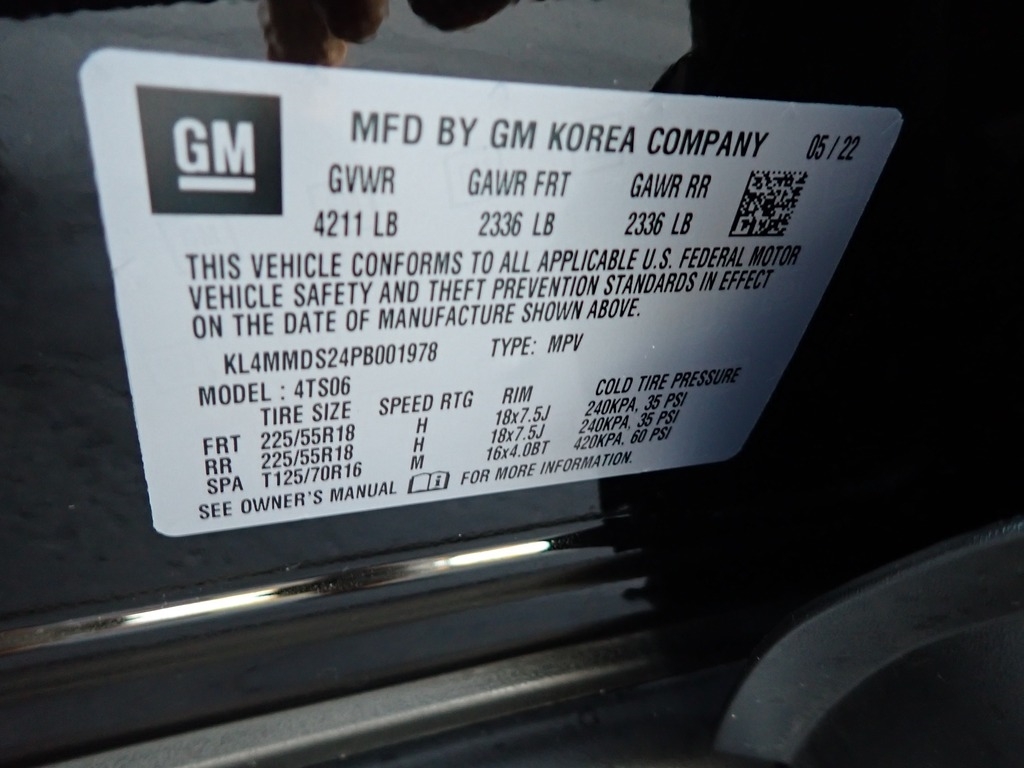 GM
MFD BY GM KOREA COMPANY 05/22
GVWR GAWR FRT GAWR RR
4211 LB 2336 LB 2336 LB
THIS VEHICLE CONFORMS TO ALL APPLICABLE U.S. FEDERAL MOTOR
VEHICLE SAFETY AND THEFT PREVENTION STANDARDS IN EFFECT
ON THE DATE OF MANUFACTURE SHOWN ABOVE.
KL4MMDS24PB001978 TYPE: MPV
MODEL : 4TS06
TIRE SIZE SPEED RTG RIM COLD TIRE PRESSURE
FRT 225/55R18 H 18x7.5J 240KPA, 35 PSI
RR 225/55R18 H 18x7.5J 240KPA, 35 PSI
SPA T125/70R16 M 16x4.0BT 420KPA, 60 PSI
SEE OWNER'S MANUAL FOR MORE INFORMATION.